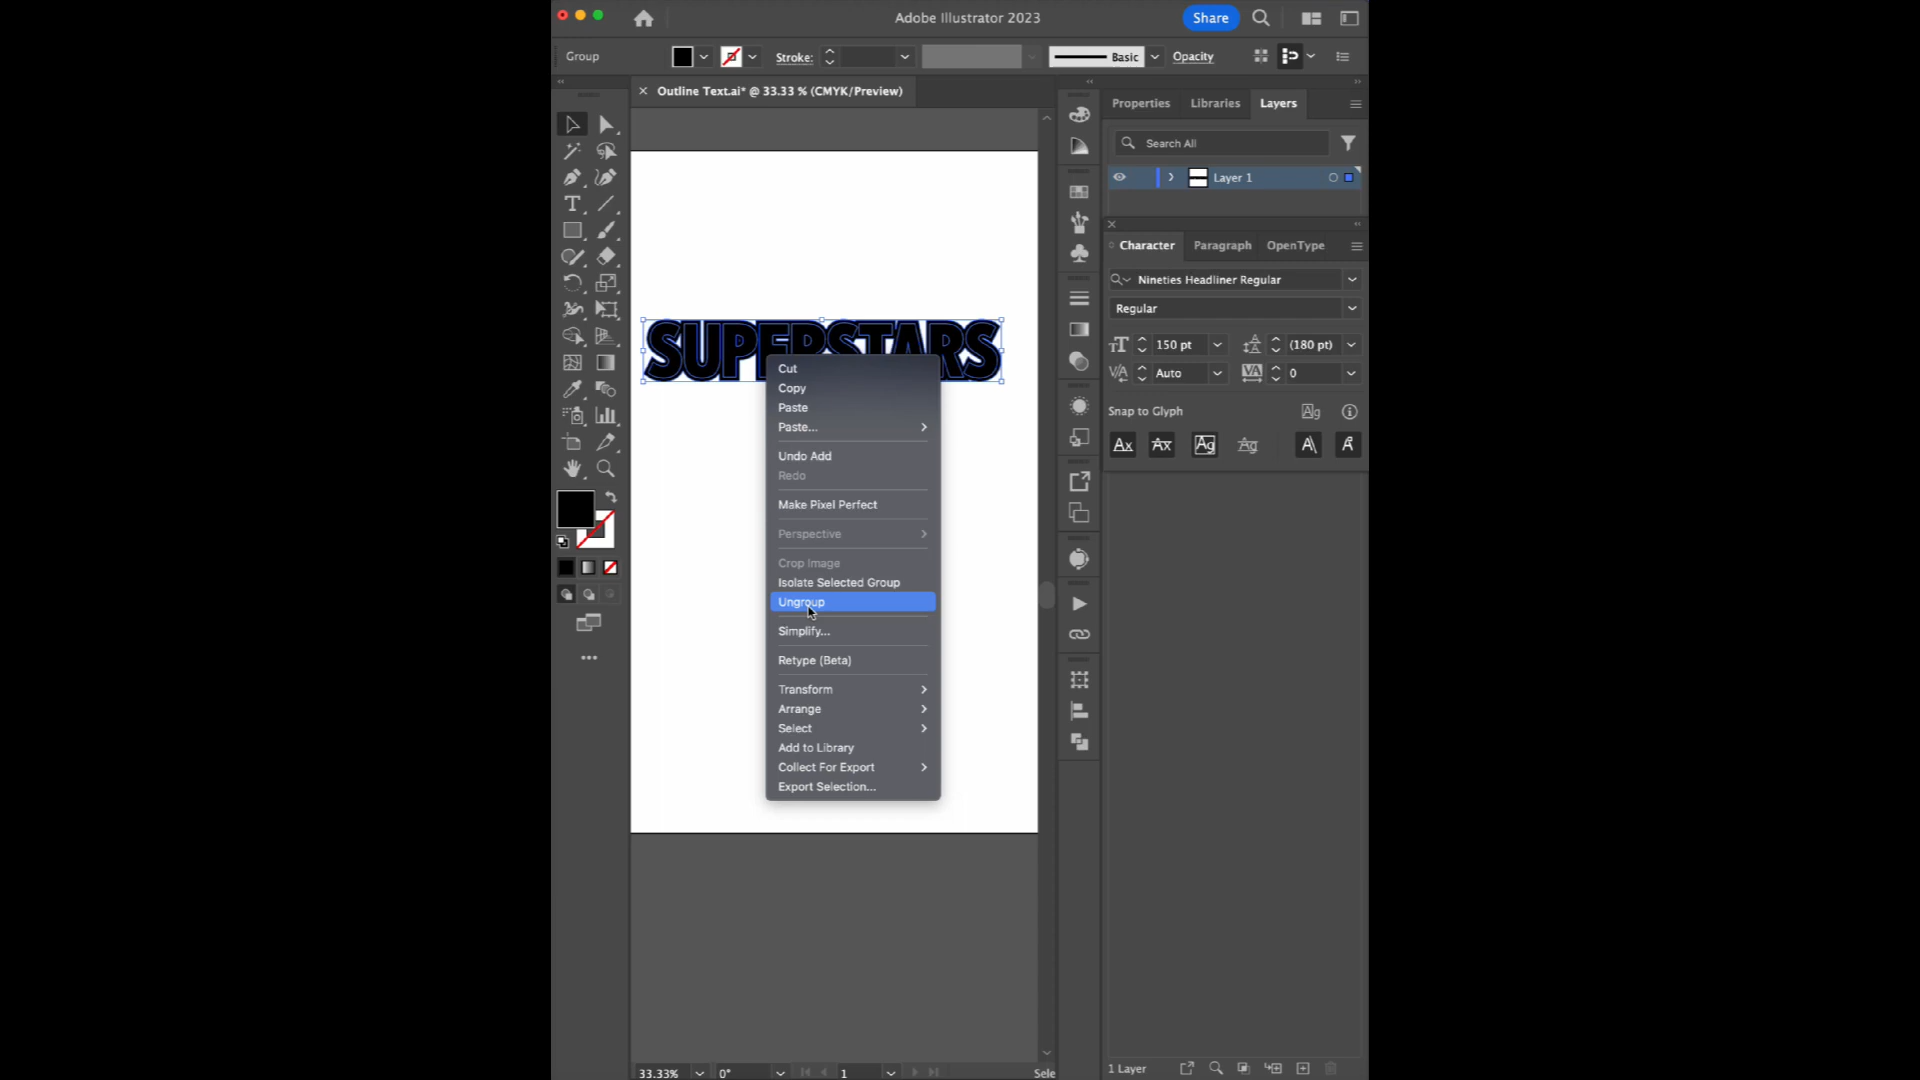 Adobe Illustrator 2023
Share
Group
Stroke:
Basic
Opacity
Outline Text.ai* @ 33.33 % (CMYK/Preview)
Properties
Libraries
Layers
Search All
Layer 1
Character
Paragraph
OpenType
Nineties Headliner Regular
Regular
150 pt
(180 pt)
Auto
0
Snap to Glyph
SUPERSTARS
Cut
Copy
Paste
Paste...
Undo Add
Redo
Make Pixel Perfect
Perspective
Crop Image
Isolate Selected Group
Ungroup
Simplify...
Retype (Beta)
Transform
Arrange
Select
Add to Library
Collect For Export
Export Selection...
33.33%
0°
1
Sele
1 Layer